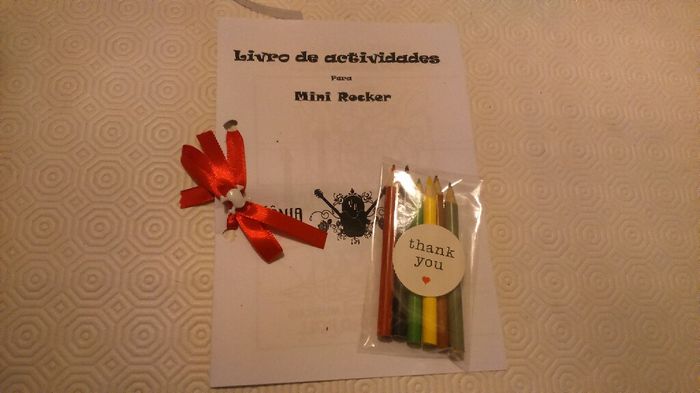 Livro de actividades
Para
Mini Rocker
thank
you